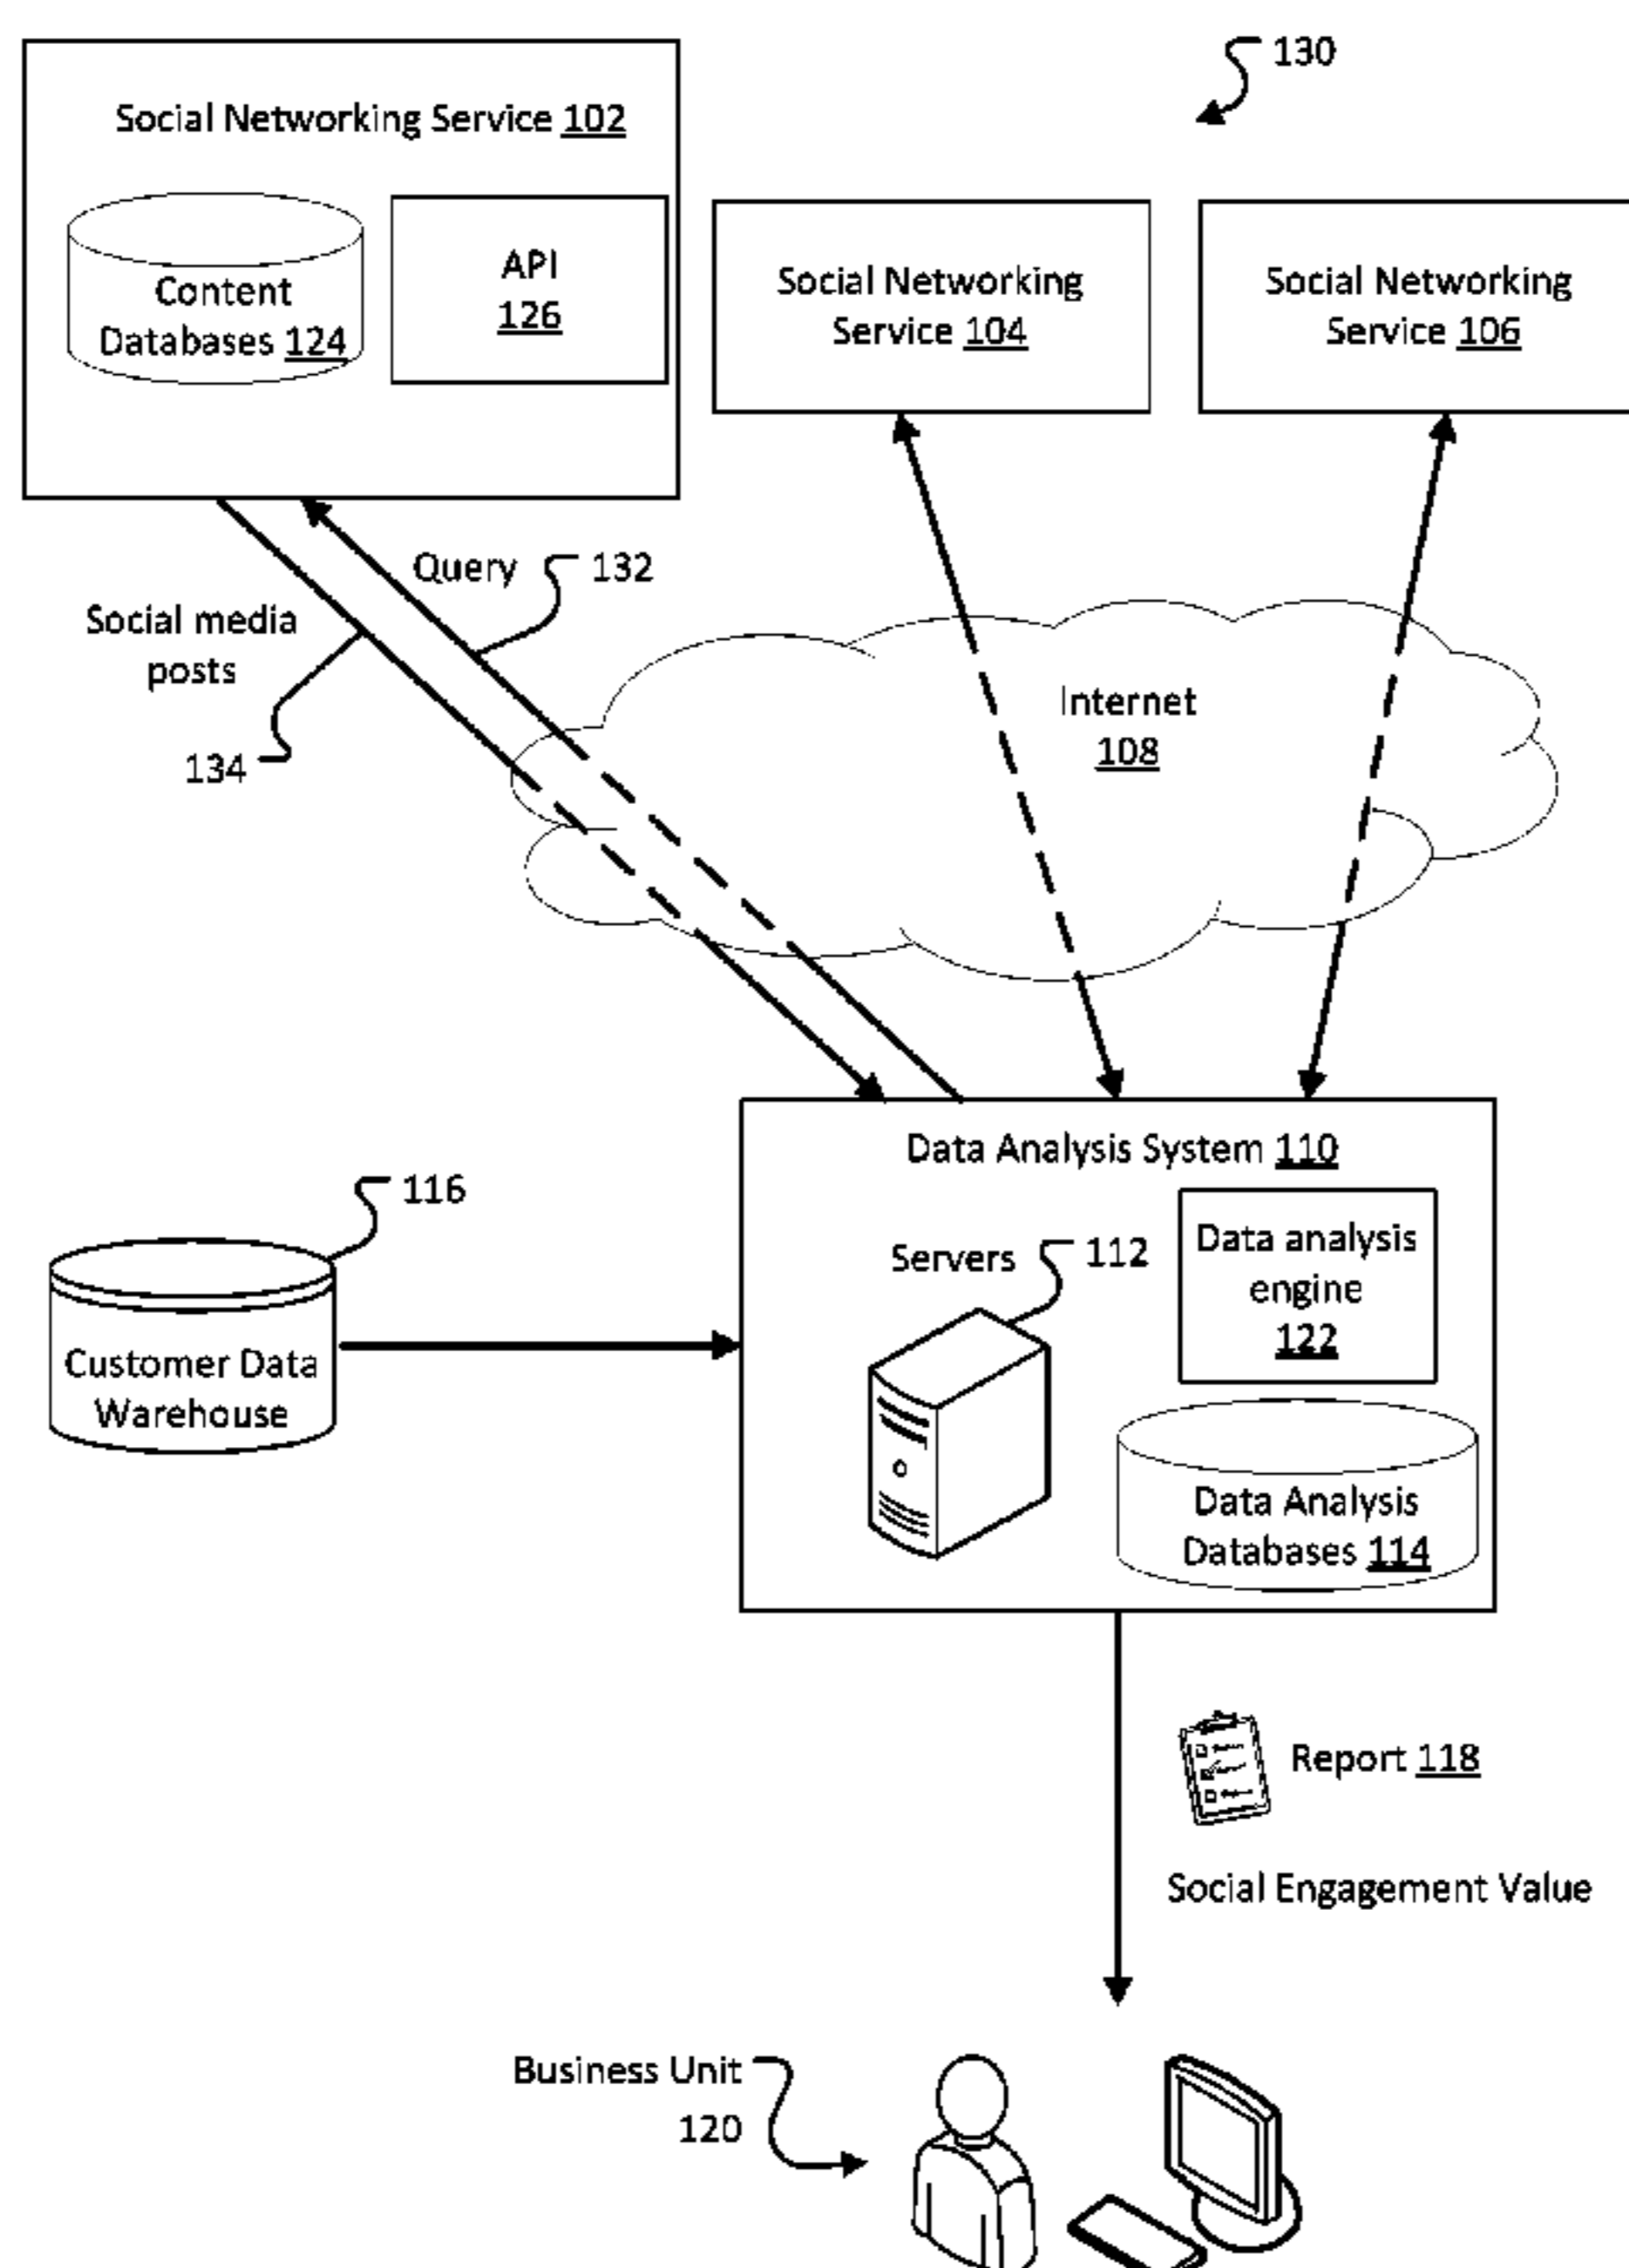 130
Social Networking Service 102
Content
Databases 124
API
126
Social Networking
Service 104
Social Networking
Service 106
Query
132
Social media
posts
134
Internet
108
Data Analysis System 110
116
Customer Data
Warehouse
Servers
112
Data analysis
engine
122
Data Analysis
Databases 114
Report 118
Social Engagement Value
Business Unit
120